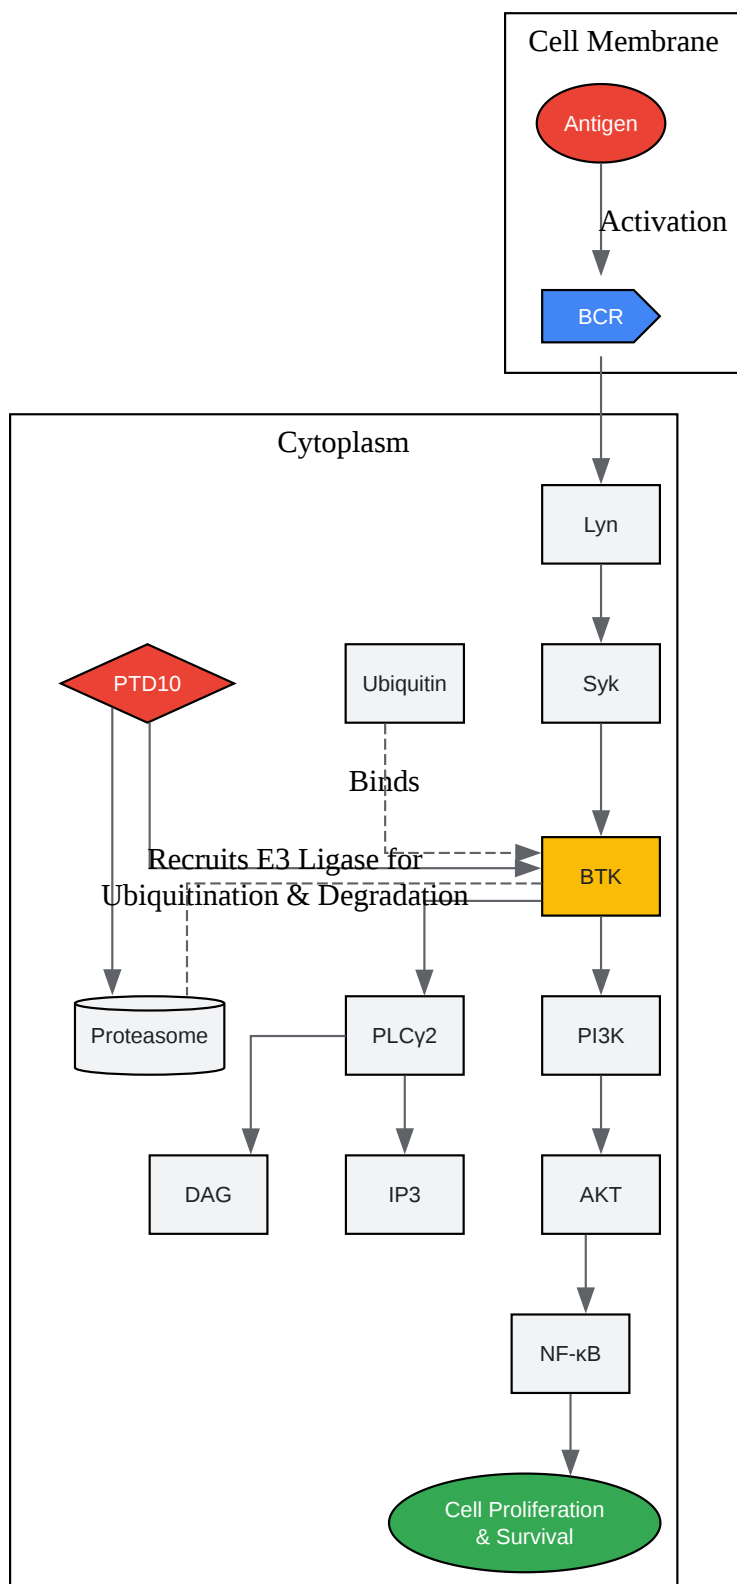 Cell Membrane
Antigen
Activation
BCR
Cytoplasm
Lyn
PTD10
Ubiquitin
Syk
Binds
Recruits E3 Ligase for
Ubiquitination & Degradation
BTK
Proteasome
PLCγ2
PI3K
DAG
IP3
AKT
NF-κB
Cell Proliferation
& Survival